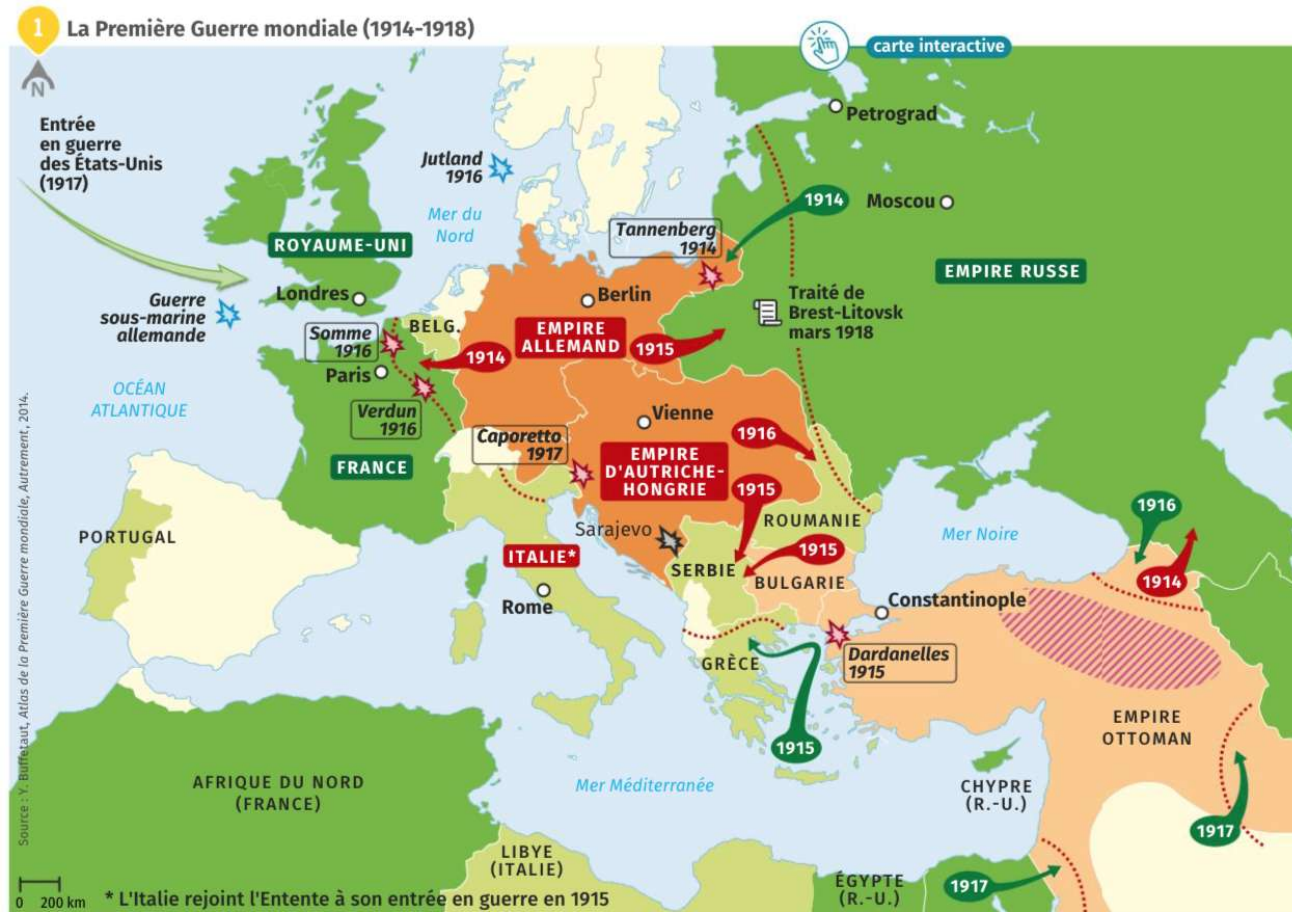 1 La Première Guerre mondiale (1914-1918)
carte interactive
N
Entrée
en guerre
des États-Unis
(1917)
Petrograd
Jutland
1916
Mer du
Nord
1914
Moscou
Tannenberg
1914
ROYAUME-UNI
EMPIRE RUSSE
Londres
Berlin
Guerre
sous-marine
allemande
BELG.
EMPIRE
ALLEMAND
Traité de
Brest-Litovsk
mars 1918
Somme
1916
1914
1915
Paris
OCÉAN
ATLANTIQUE
Verdun
1916
Vienne
Caporetto
1917
1916
FRANCE
EMPIRE
D'AUTRICHE-
HONGRIE
1915
ROUMANIE
PORTUGAL
Sarajevo
Mer Noire
1916
ITALIE*
SERBIE
1915
BULGARIE
1914
Rome
Constantinople
GRÈCE
Dardanelles
1915
1915
EMPIRE
OTTOMAN
AFRIQUE DU NORD
(FRANCE)
Mer Méditerranée
CHYPRE
(R.-U.)
1917
LIBYE
(ITALIE)
ÉGYPTE
(R.-U.)
1917
0 200 km
* L'Italie rejoint l'Entente à son entrée en guerre en 1915
Source : Y. Buffetaut, Atlas de la Première Guerre mondiale, Autrement, 2014.